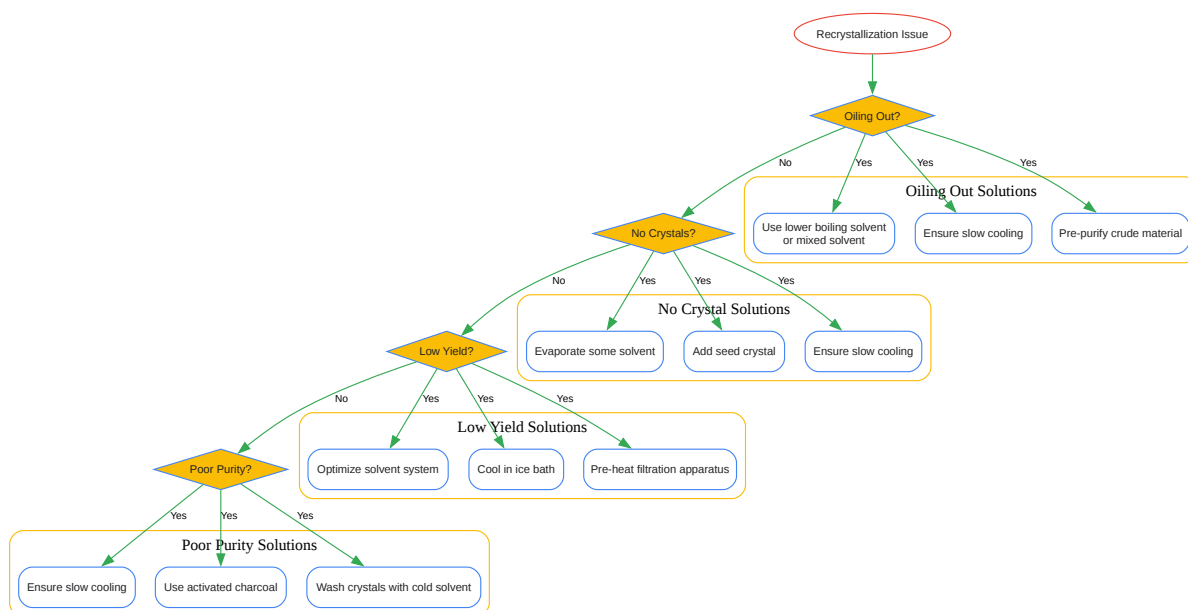 Recrystallization Issue
Oiling Out?
No
Yes
Yes
Yes
Oiling Out Solutions
Use lower boiling solvent
or mixed solvent
Ensure slow cooling
Pre-purify crude material
No Crystals?
No
Yes
Yes
Yes
No Crystal Solutions
Evaporate some solvent
Add seed crystal
Ensure slow cooling
Low Yield?
No
Yes
Yes
Yes
Low Yield Solutions
Optimize solvent system
Cool in ice bath
Pre-heat filtration apparatus
Poor Purity?
Yes
Yes
Yes
Poor Purity Solutions
Ensure slow cooling
Use activated charcoal
Wash crystals with cold solvent